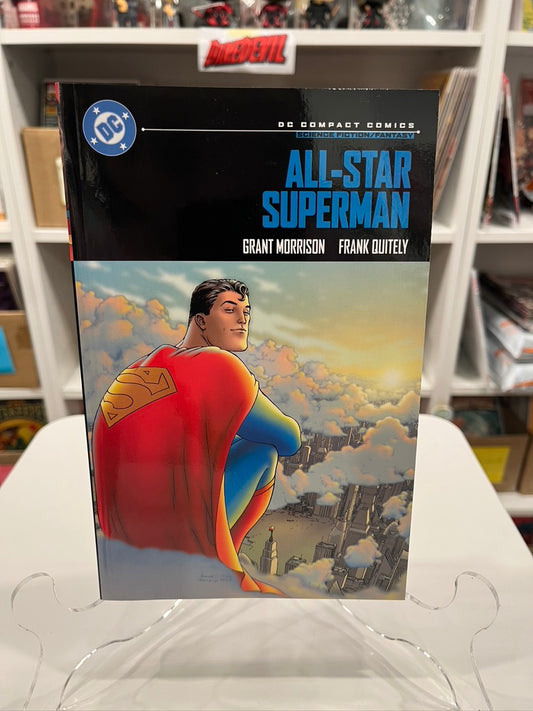 DAREDEVIL
DC
DC COMPACT COMICS
SCIENCE FICTION/FANTASY
ALL-STAR
SUPERMAN
GRANT MORRISON FRANK QUITELY